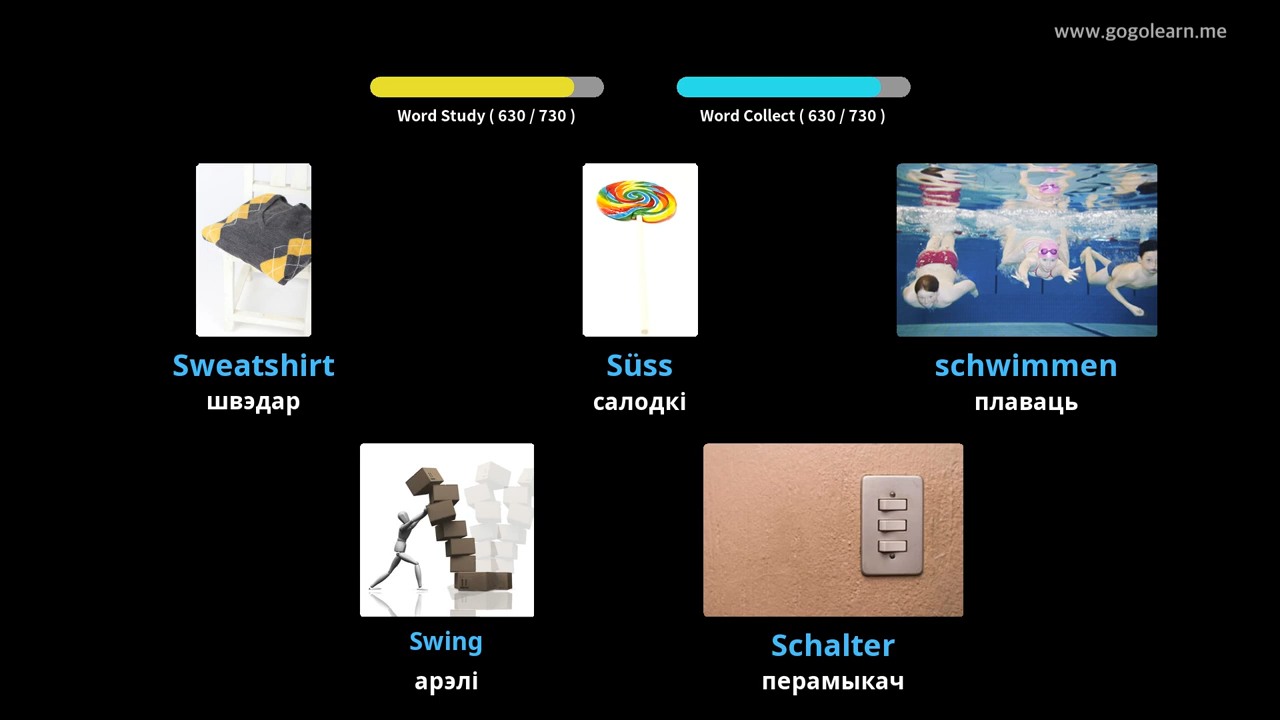 www.gogolearn.me
Word Study ( 630 / 730 )
Word Collect ( 630 / 730 )
Sweatshirt
швэдар
Süss
салодкі
schwimmen
плаваць
Swing
арэлі
Schalter
перамыкач